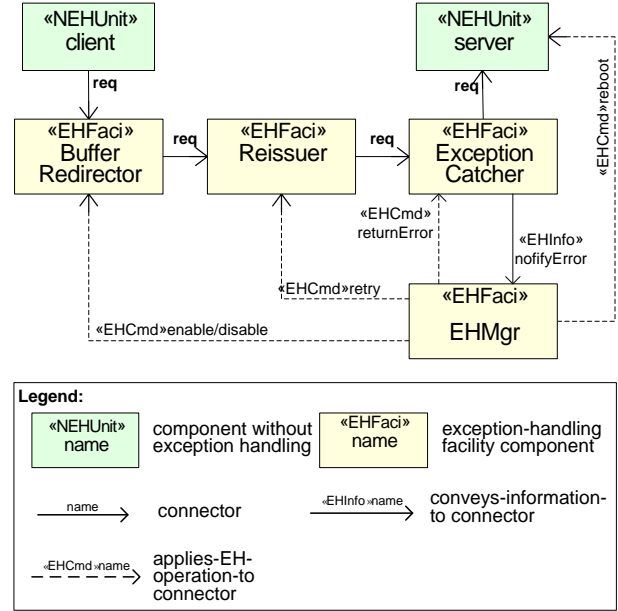 «NEHUnit»
client
«NEHUnit»
server
req
req
«EHCmd»reboot
«EHFaci»
Buffer
Redirector
req
«EHFaci»
Reissuer
req
«EHFaci»
Exception
Catcher
«EHCmd»
returnError
«EHInfo»
nofifyError
«EHCmd»retry
«EHFaci»
EHMgr
«EHCmd»enable/disable
Legend:
«NEHUnit»
name
component without
exception handling
«EHFaci»
name
exception-handling
facility component
name
connector
«EHInfo»name
conveys-information-
to connector
«EHCmd»name
applies-EH-
operation-to
connector